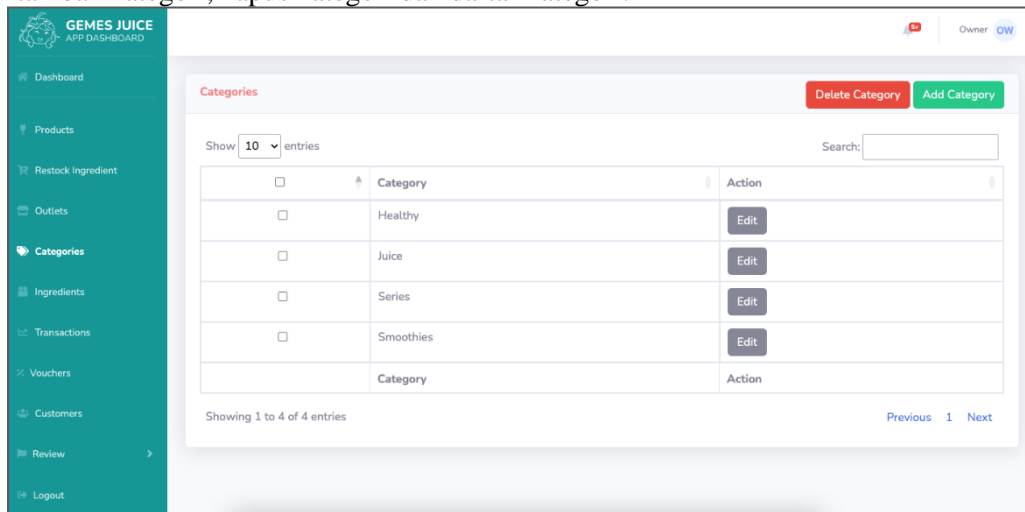 GEMES JUICE
APP DASHBOARD
5+
Owner OW
Dashboard
Products
Restock Ingredient
Outlets
Categories
Ingredients
Transactions
Vouchers
Customers
Review
Logout
Categories
Delete Category Add Category
Show 10 entries Search:
Category Action
Healthy Edit
Juice Edit
Series Edit
Smoothies Edit
Category Action
Showing 1 to 4 of 4 entries Previous 1 Next